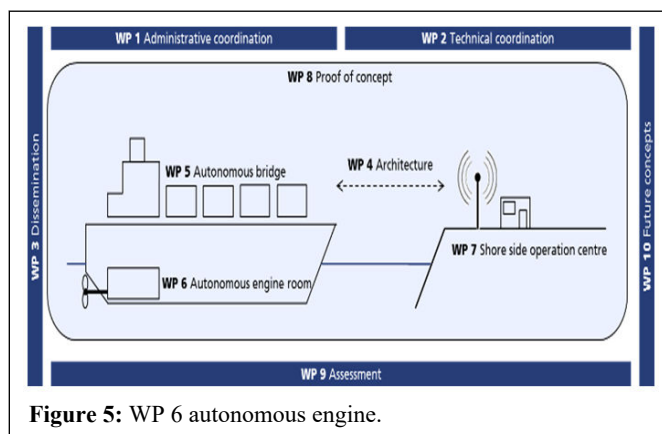 WP 1 Administrative coordination
WP 2 Technical coordination
WP 3 Dissemination
WP 8 Proof of concept
WP 5 Autonomous bridge
WP 4 Architecture
WP 7 Shore side operation centre
WP 6 Autonomous engine room
WP 10 Future concepts
WP 9 Assessment
Figure 5: WP 6 autonomous engine.